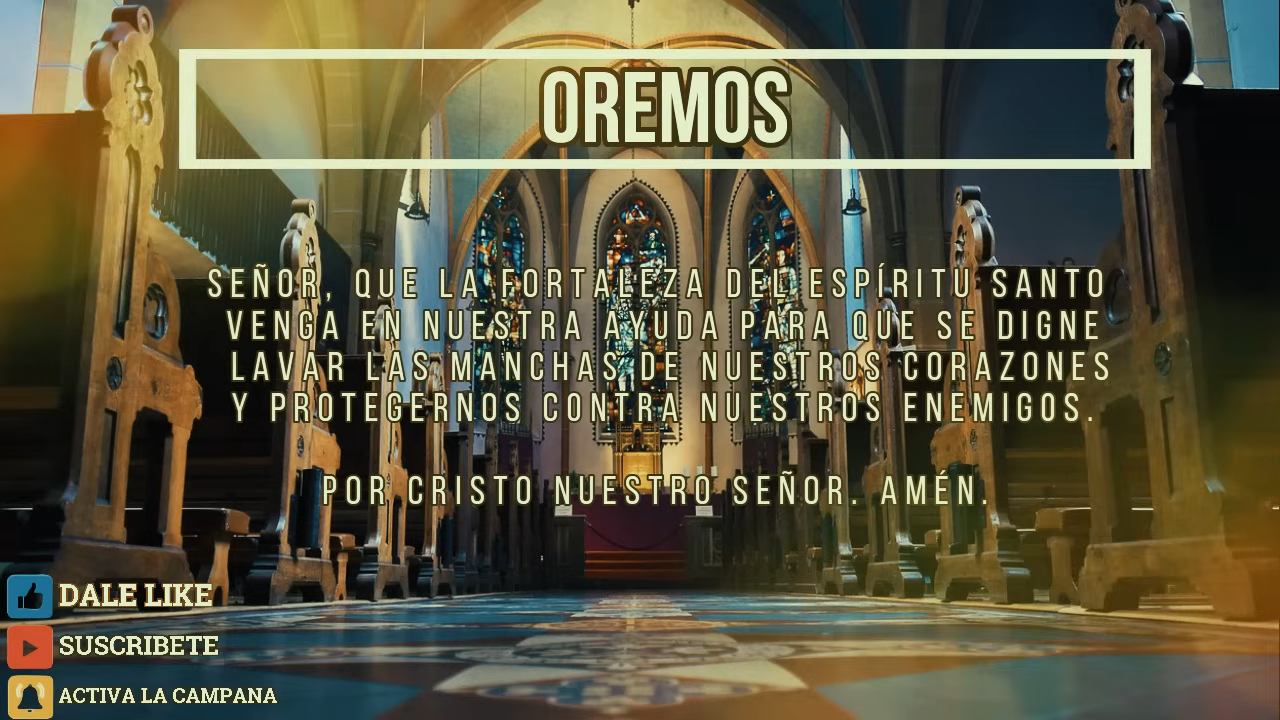 OREMOS
SEÑOR, QUE LA FORTALEZA DEL ESPÍRITU SANTO
VENGA EN NUESTRA AYUDA PARA QUE SE DIGNE
LAVAR LAS MANCHAS DE NUESTROS CORAZONES
Y PROTEGERNOS CONTRA NUESTROS ENEMIGOS.
POR CRISTO NUESTRO SEÑOR. AMÉN.
DALE LIKE
SUSCRIBETE
ACTIVA LA CAMPANA